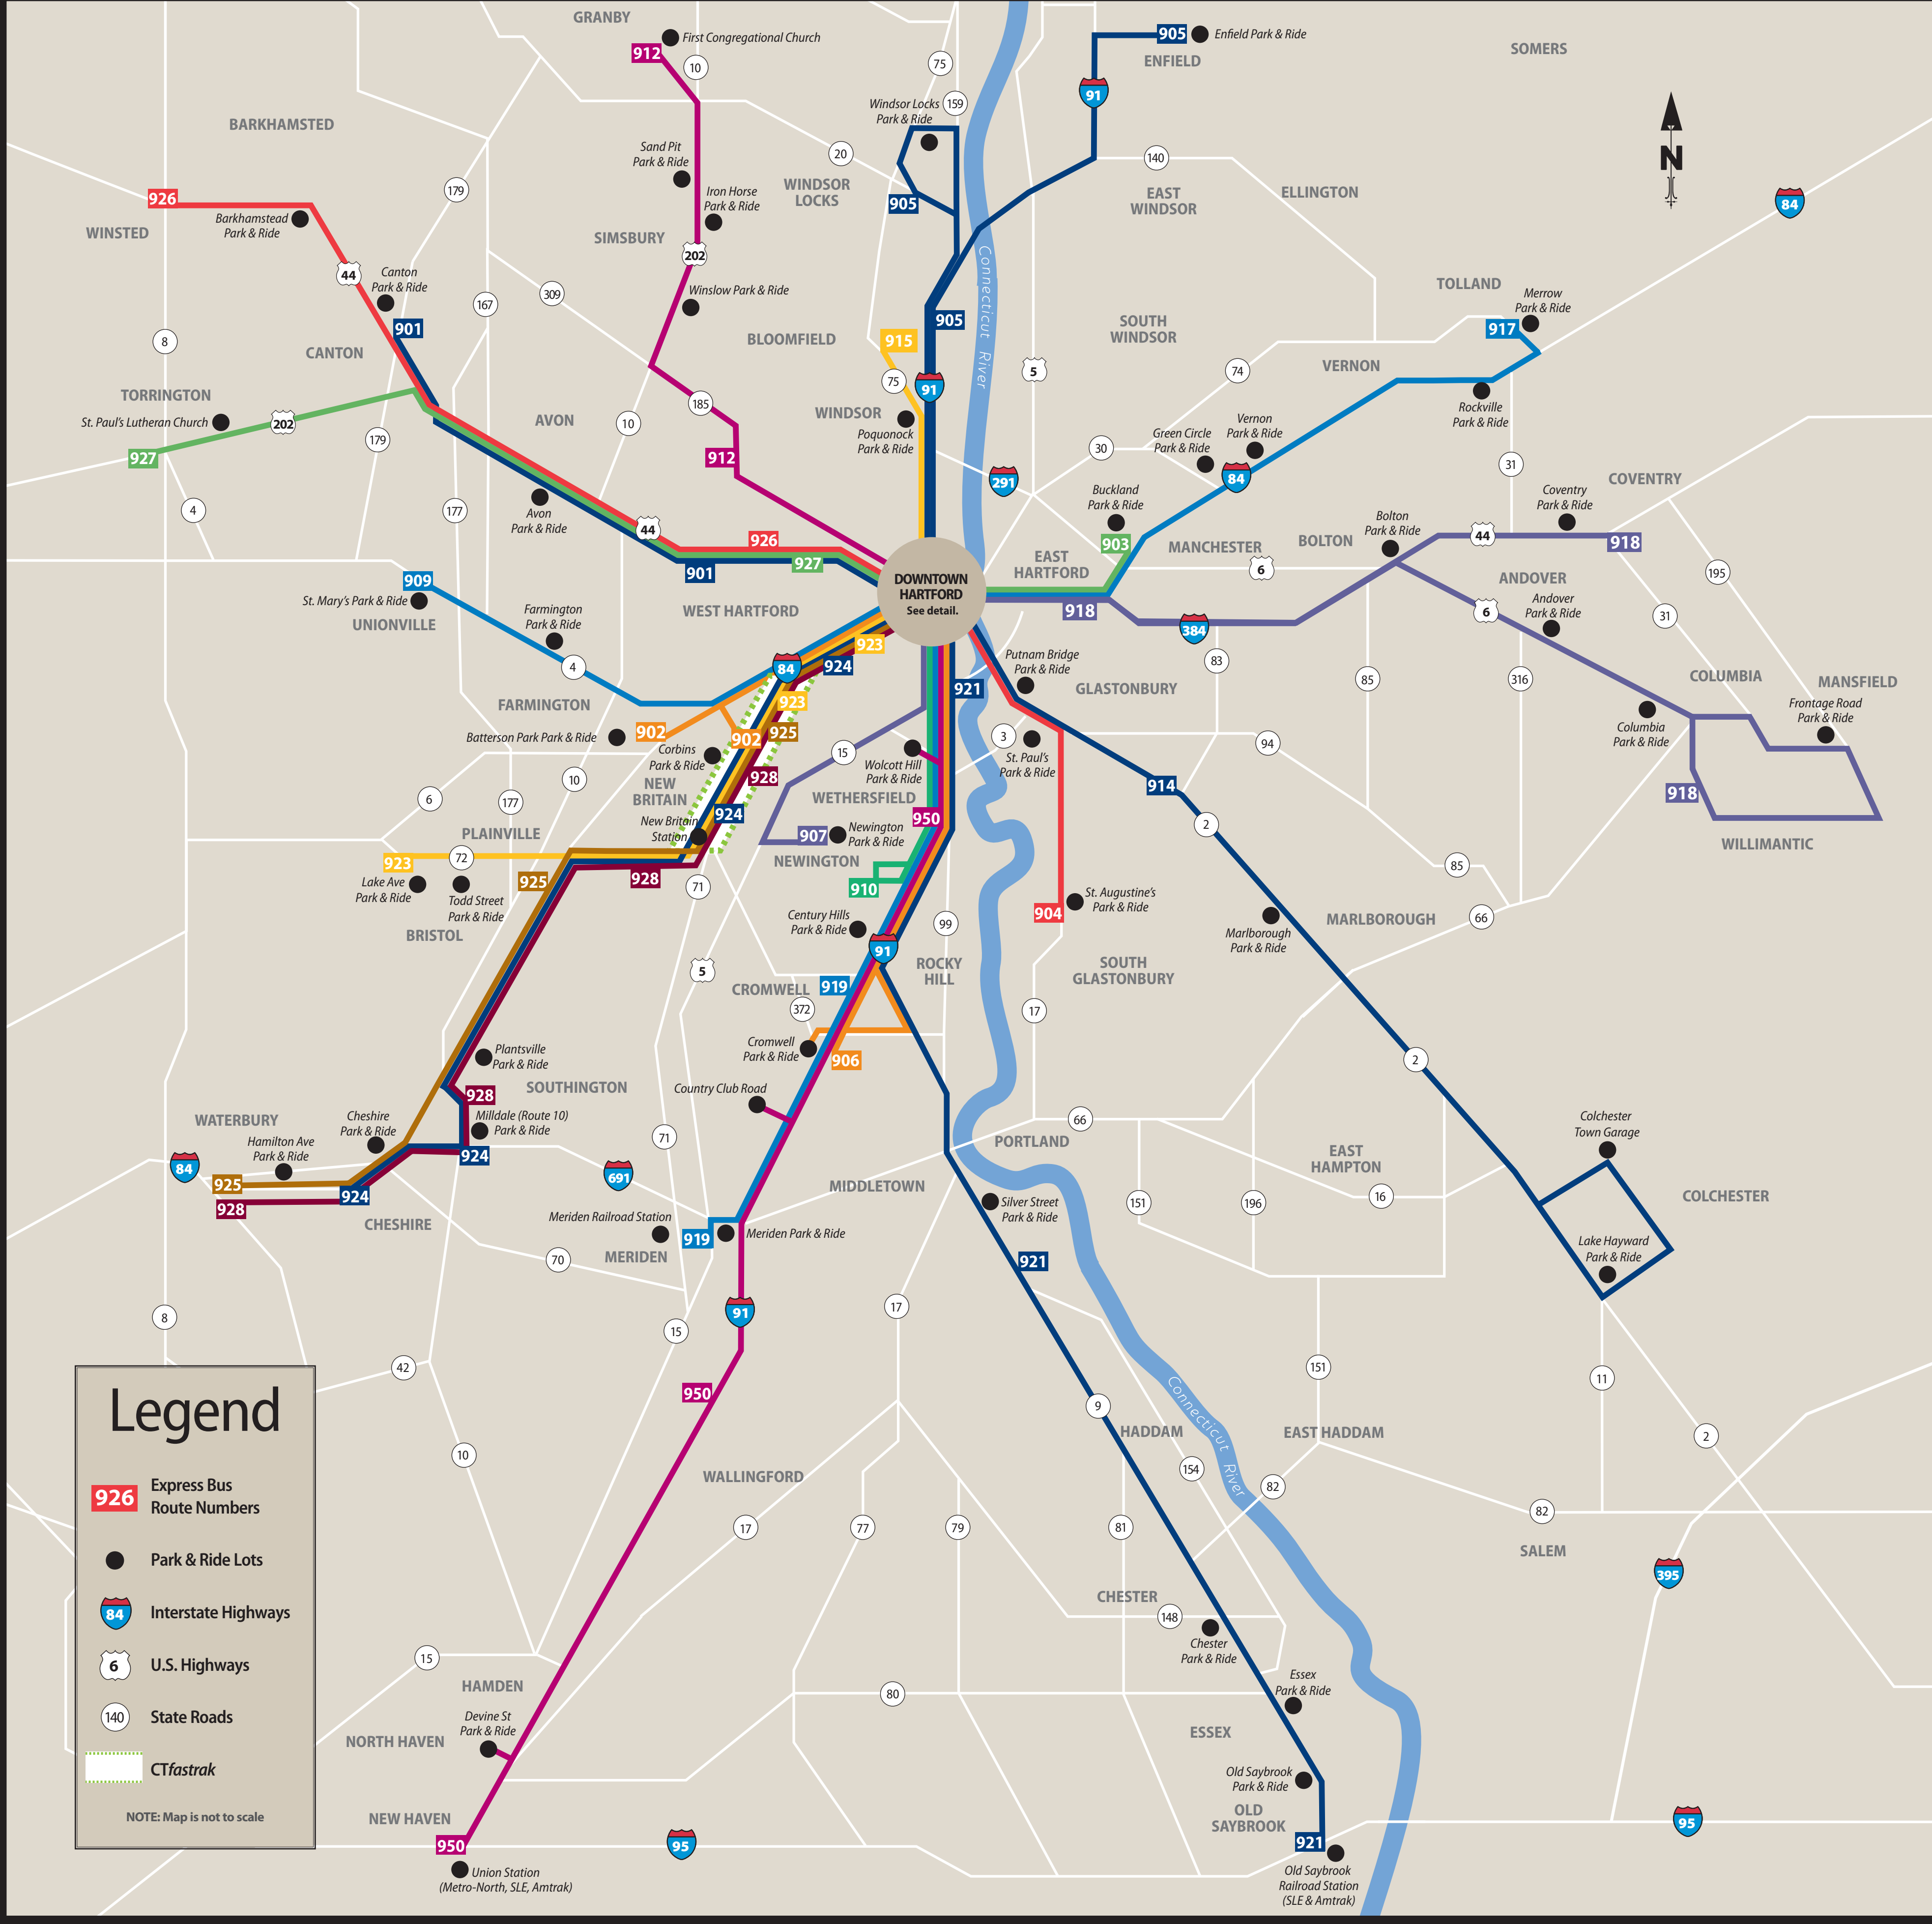 GRANBY
First Congregational Church
912
10
75
905
Enfield Park & Ride
ENFIELD
SOMERS
91
Windsor Locks
Park & Ride
159
N
BARKHAMSTED
Sand Pit
Park & Ride
20
140
179
Iron Horse
Park & Ride
WINDSOR
LOCKS
905
EAST
WINDSOR
ELLINGTON
84
926
Barkhamstead
Park & Ride
WINSTED
SIMSBURY
202
44
Canton
Park & Ride
167
309
Winslow Park & Ride
Connecticut River
TOLLAND
Merrow
Park & Ride
917
901
8
CANTON
BLOOMFIELD
915
905
SOUTH
WINDSOR
VERNON
5
74
75
91
TORRINGTON
St. Paul's Lutheran Church
202
AVON
185
10
WINDSOR
Poquonock
Park & Ride
Rockville
Park & Ride
179
927
912
30
Green Circle
Park & Ride
Vernon
Park & Ride
84
31
291
COVENTRY
4
177
Avon
Park & Ride
44
Buckland
Park & Ride
Coventry
Park & Ride
Bolton
Park & Ride
926
927
901
903
MANCHESTER
BOLTON
44
918
EAST
HARTFORD
6
DOWNTOWN
HARTFORD
See detail.
909
St. Mary's Park & Ride
UNIONVILLE
Farmington
Park & Ride
WEST HARTFORD
918
384
ANDOVER
195
6
Andover
Park & Ride
31
923
924
84
4
Putnam Bridge
Park & Ride
83
85
316
COLUMBIA
MANSFIELD
FARMINGTON
923
921
GLASTONBURY
Frontage Road
Park & Ride
Columbia
Park & Ride
Batterson Park Park & Ride
902
902
925
Corbins
Park & Ride
15
Wolcott Hill
Park & Ride
3
St. Paul's
Park & Ride
94
10
928
NEW
BRITAIN
WETHERSFIELD
914
918
6
177
924
950
2
New Britain
Station
907
Newington
Park & Ride
WILLIMANTIC
PLAINVILLE
NEWINGTON
923
72
85
Lake Ave
Park & Ride
Todd Street
Park & Ride
925
928
71
910
904
St. Augustine's
Park & Ride
BRISTOL
Century Hills
Park & Ride
99
Marlborough
Park & Ride
MARLBOROUGH
66
91
5
ROCKY
HILL
SOUTH
GLASTONBURY
CROMWELL
919
372
17
Cromwell
Park & Ride
906
Plantsville
Park & Ride
2
SOUTHINGTON
Country Club Road
928
WATERBURY
Cheshire
Park & Ride
Milldale (Route 10)
Park & Ride
71
66
PORTLAND
Colchester
Town Garage
Hamilton Ave
Park & Ride
924
84
691
EAST
HAMPTON
925
924
928
MIDDLETOWN
Silver Street
Park & Ride
151
196
16
COLCHESTER
CHESHIRE
Meriden Railroad Station
919
Meriden Park & Ride
Lake Hayward
Park & Ride
MERIDEN
70
921
8
91
17
15
42
151
11
Legend
926
Express Bus
Route Numbers
Park & Ride Lots
84
Interstate Highways
6
U.S. Highways
140
State Roads
CTfastrak
NOTE: Map is not to scale
950
9
Connecticut River
HADDAM
EAST HADDAM
2
10
WALLINGFORD
154
82
82
17
77
79
81
SALEM
395
CHESTER
148
Chester
Park & Ride
15
HAMDEN
80
Essex
Park & Ride
Devine St
Park & Ride
NORTH HAVEN
ESSEX
Old Saybrook
Park & Ride
NEW HAVEN
OLD
SAYBROOK
950
95
921
95
Union Station
(Metro-North, SLE, Amtrak)
Old Saybrook
Railroad Station
(SLE & Amtrak)